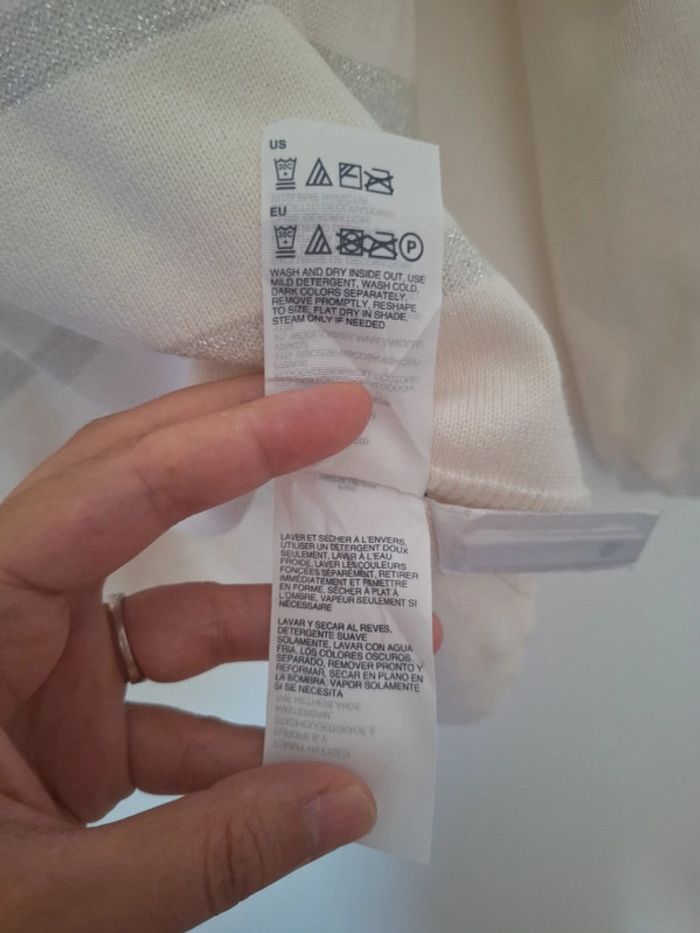 US
30C
EU
30C
P
WASH AND DRY INSIDE OUT, USE
MILD DETERGENT, WASH COLD,
DARK COLORS SEPARATELY,
REMOVE PROMPTLY, RESHAPE
TO SIZE, FLAT DRY IN SHADE,
STEAM ONLY IF NEEDED
LAVER ET SÉCHER À L'ENVERS,
UTILISER UN DÉTERGENT DOUX
SEULEMENT, LAVER À L'EAU
FROIDE, LAVER LES COULEURS
FONCÉES SÉPARÉMENT, RETIRER
IMMÉDIATEMENT ET REMETTRE
EN FORME, SÉCHER À PLAT À
L'OMBRE, VAPEUR SEULEMENT SI
NÉCESSAIRE
LAVAR Y SECAR AL REVES,
DETERGENTE SUAVE
SOLAMENTE, LAVAR CON AGUA
FRIA, LOS COLORES OSCUROS,
SEPARADO, REMOVER PRONTO Y
REFORMAR, SECAR EN PLANO EN
LA SOMBRA, VAPOR SOLAMENTE
SI SE NECESITA